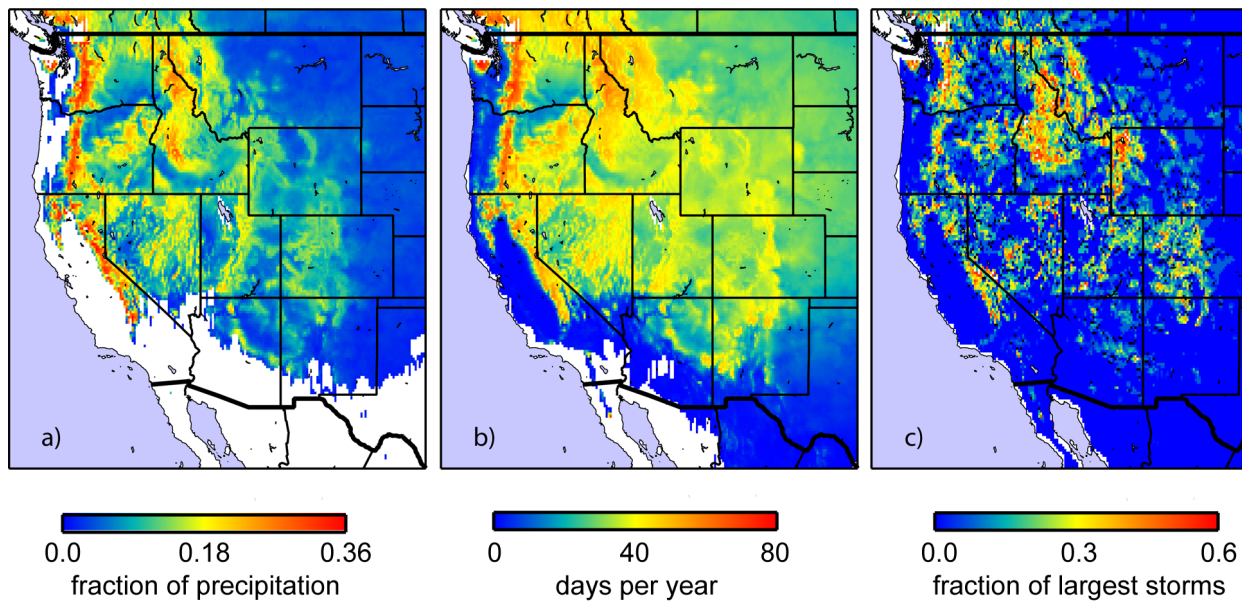 a) b) c)
0.0 0.18 0.36 0 40 80 0.0 0.3 0.6
fraction of precipitation days per year fraction of largest storms